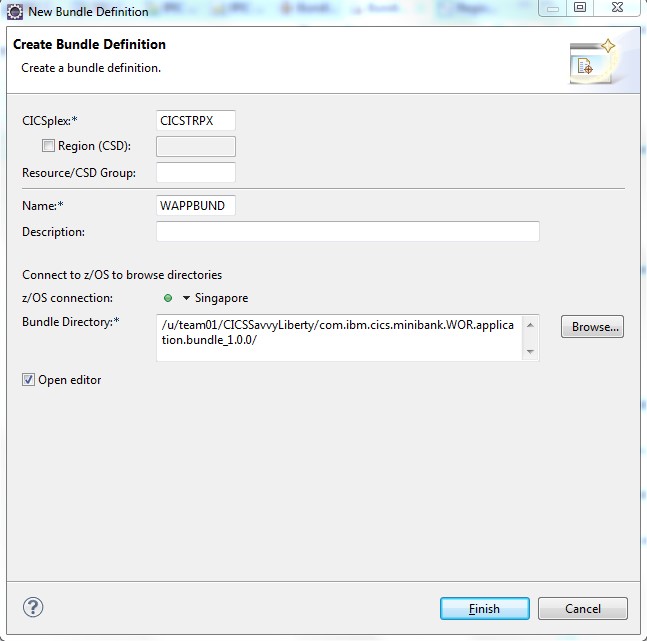 New Bundle Definition
Create Bundle Definition
Create a bundle definition.
CICSplex:* CICSTRPX
Region (CSD):
Resource/CSD Group:
Name:* WAPPBUND
Description:
Connect to z/OS to browse directories
z/OS connection: Singapore
Bundle Directory:* /u/team01/CICSSavvyLiberty/com.ibm.cics.minibank.WOR.applica
tion.bundle_1.0.0/
Browse...
Open editor
?
Finish Cancel